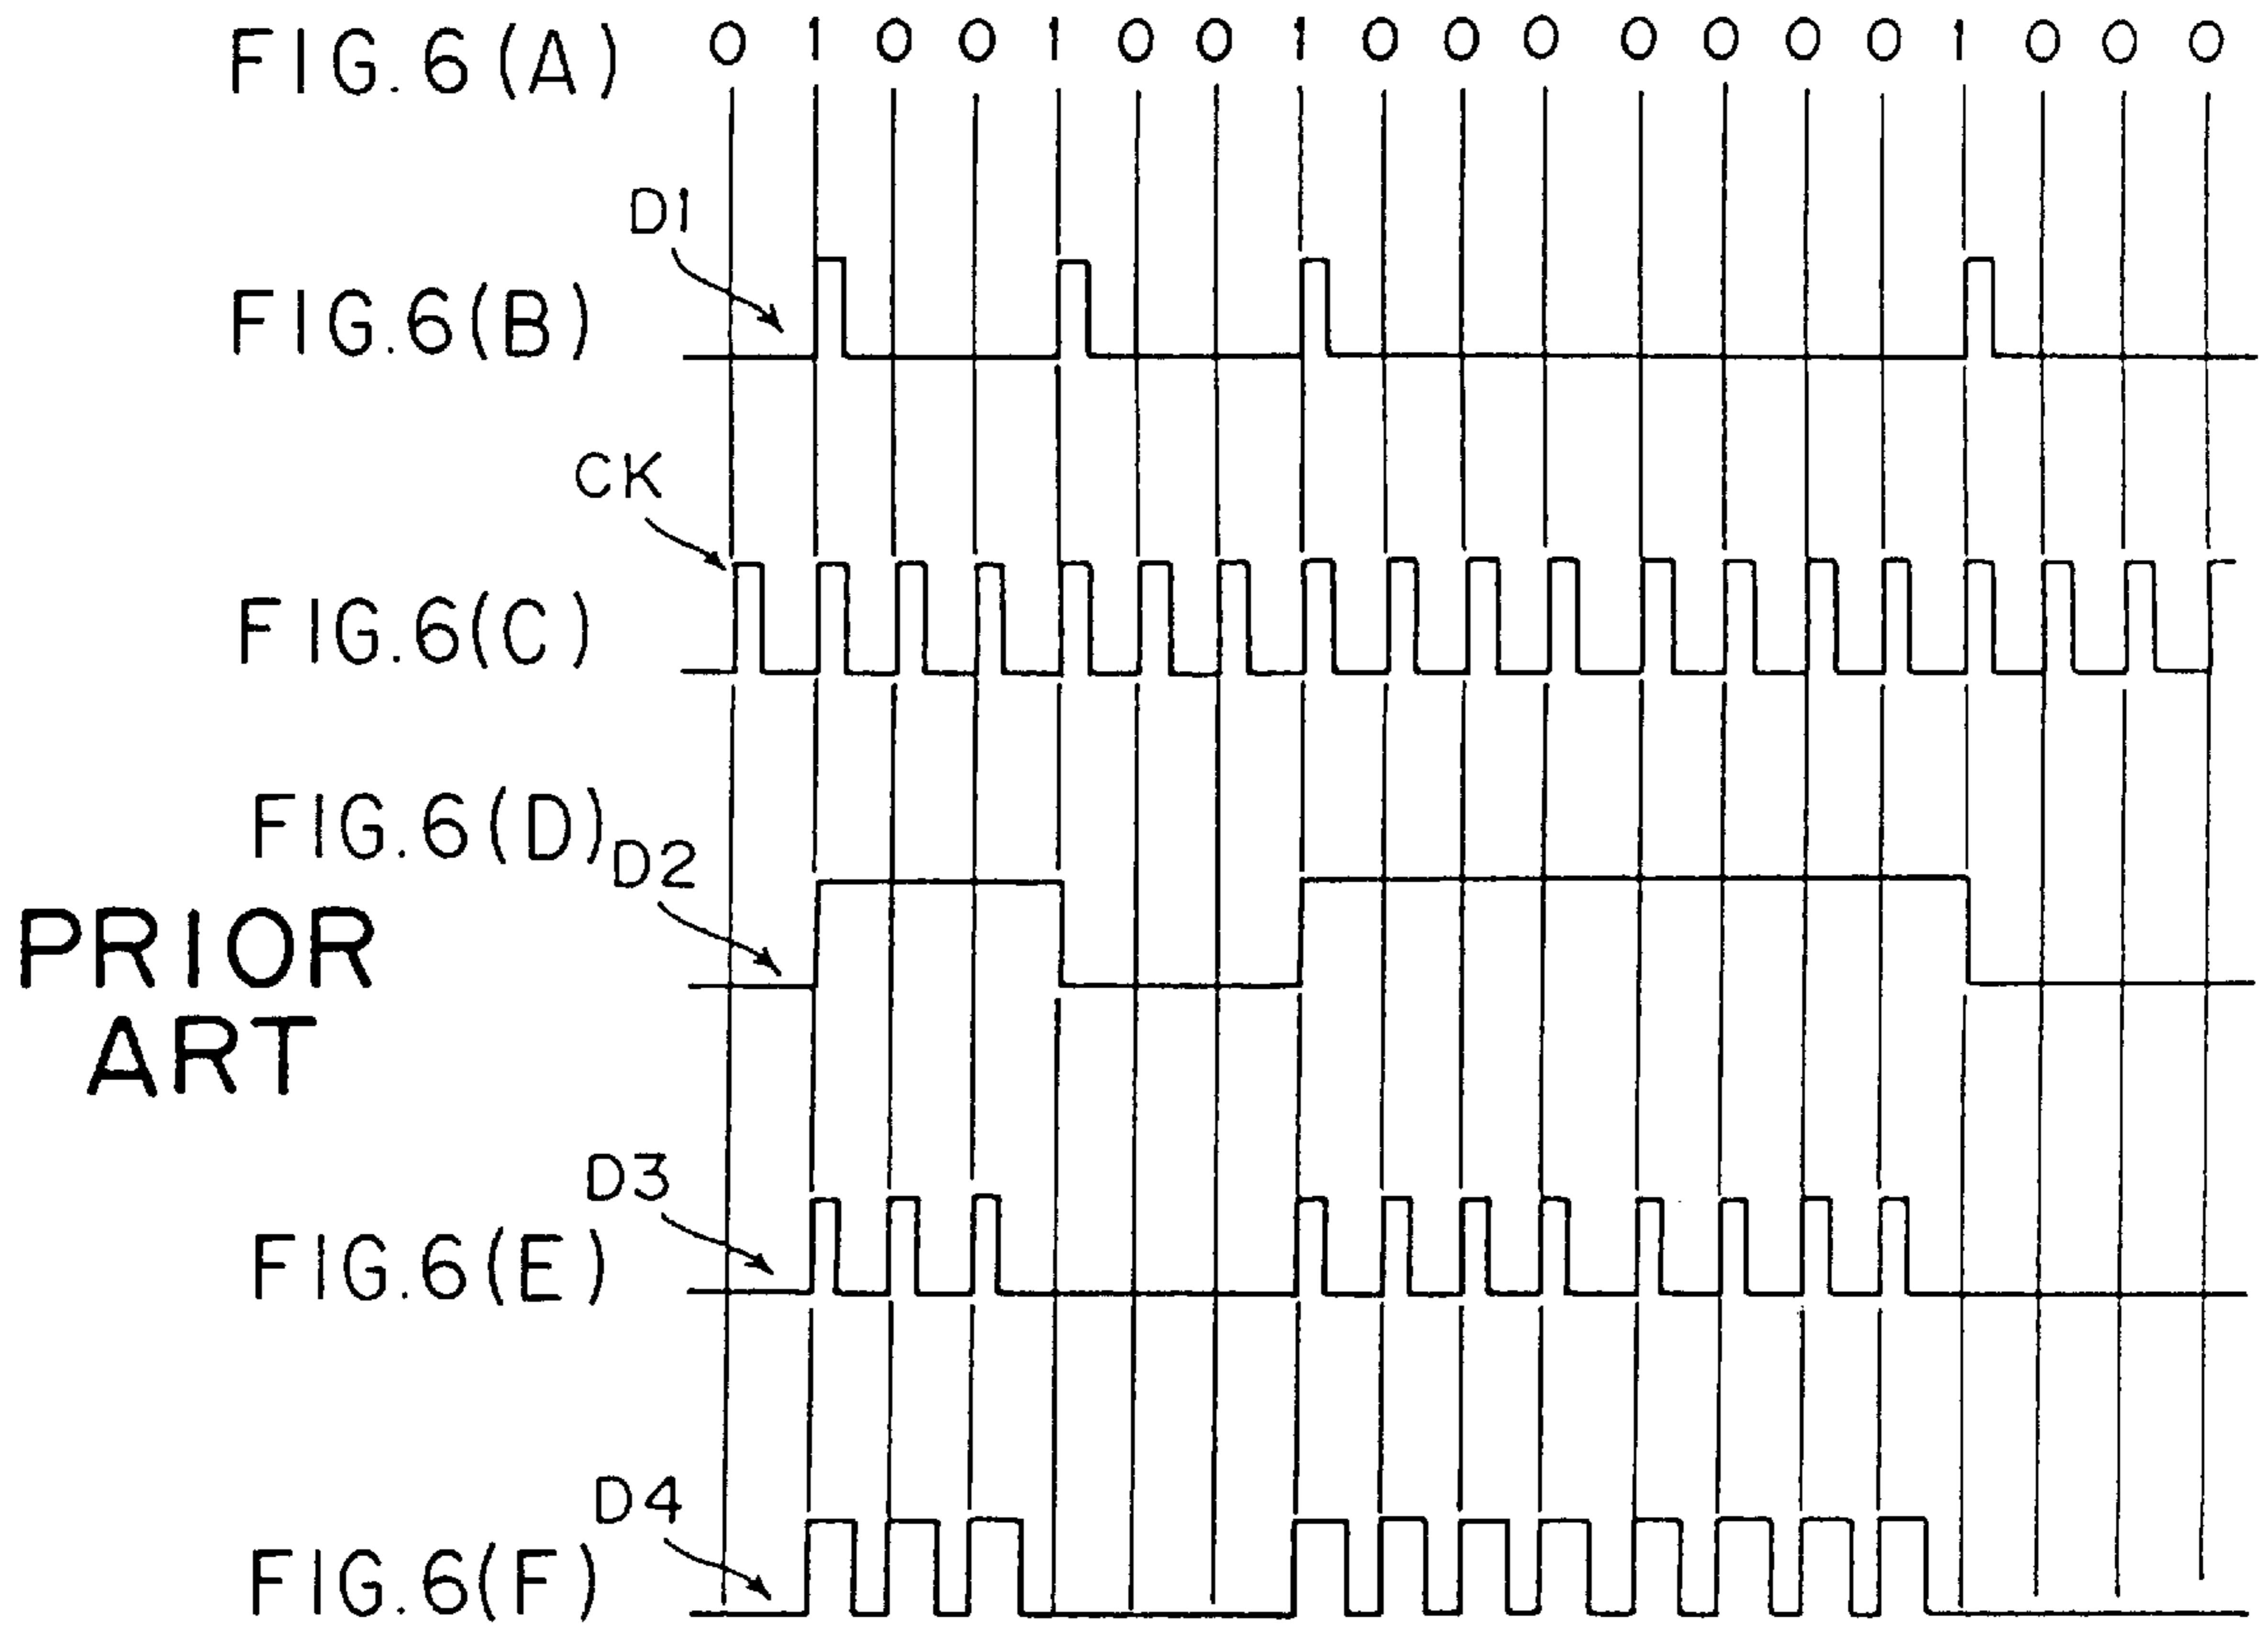 FIG.6(A) 0 1 0 0 1 0 0 1 0 0 0 0 0 0 0 1 0 0 0
D1
FIG.6(B)
CK
FIG.6(C)
FIG.6(D)
D2
PRIOR
ART
D3
FIG.6(E)
D4
FIG.6(F)